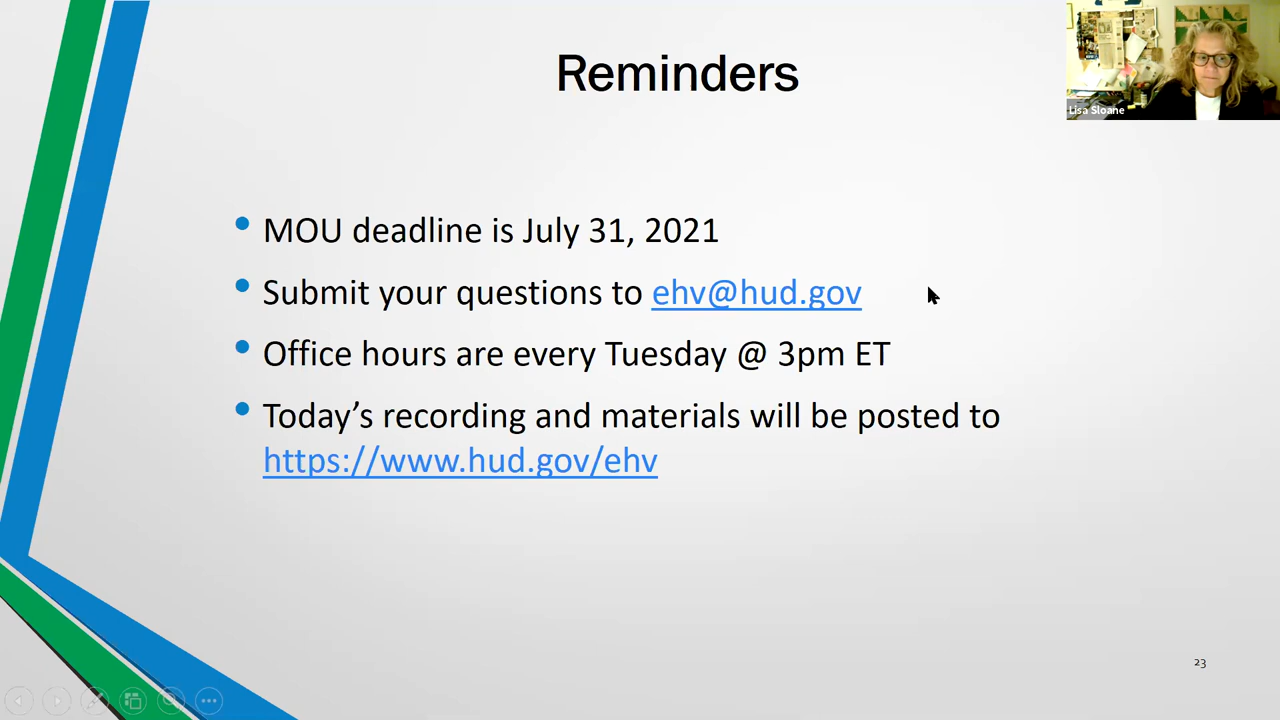 Reminders
Lisa Sloane
• MOU deadline is July 31, 2021
• Submit your questions to ehv@hud.gov
• Office hours are every Tuesday @ 3pm ET
• Today’s recording and materials will be posted to
https://www.hud.gov/ehv
23